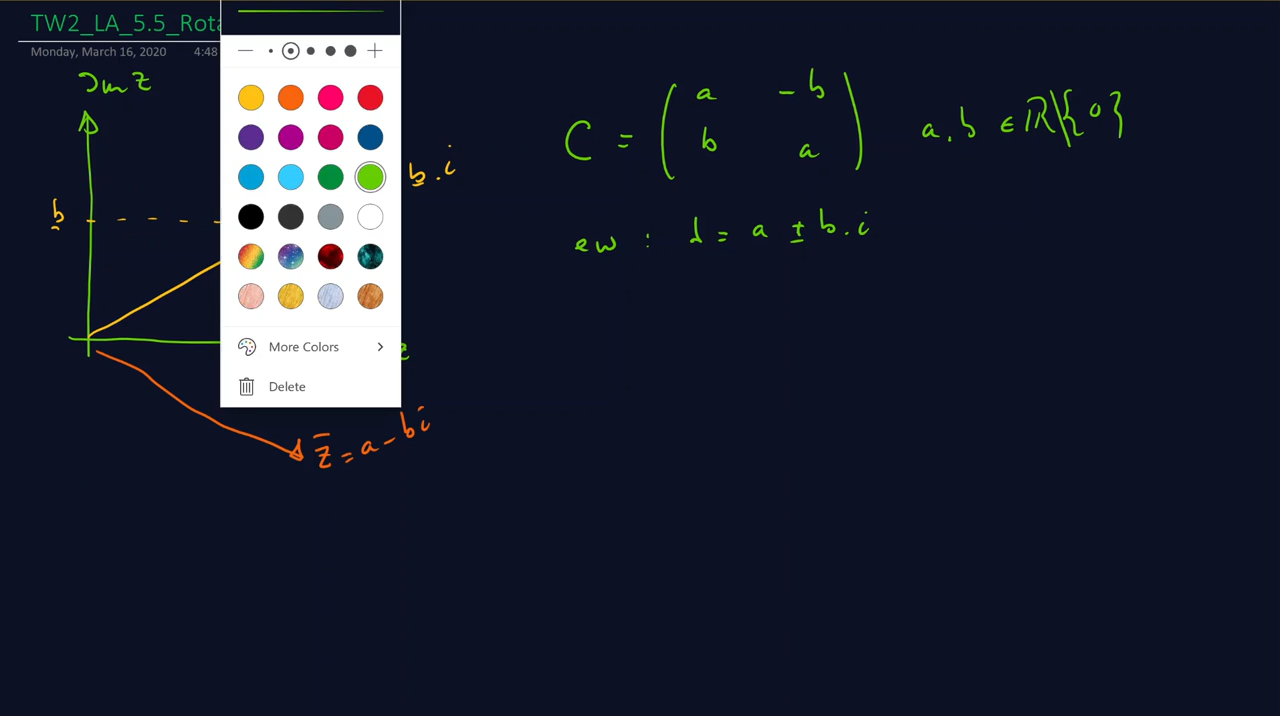 TW2_LA_5.5_Rota
Monday, March 16, 2020 4:48
Im z
b
b.i
z̄ = a - bi
C = ( a -b
b a ) a, b ∈ ℝ\{0}
ew : λ = a ± b.i
More Colors
Delete